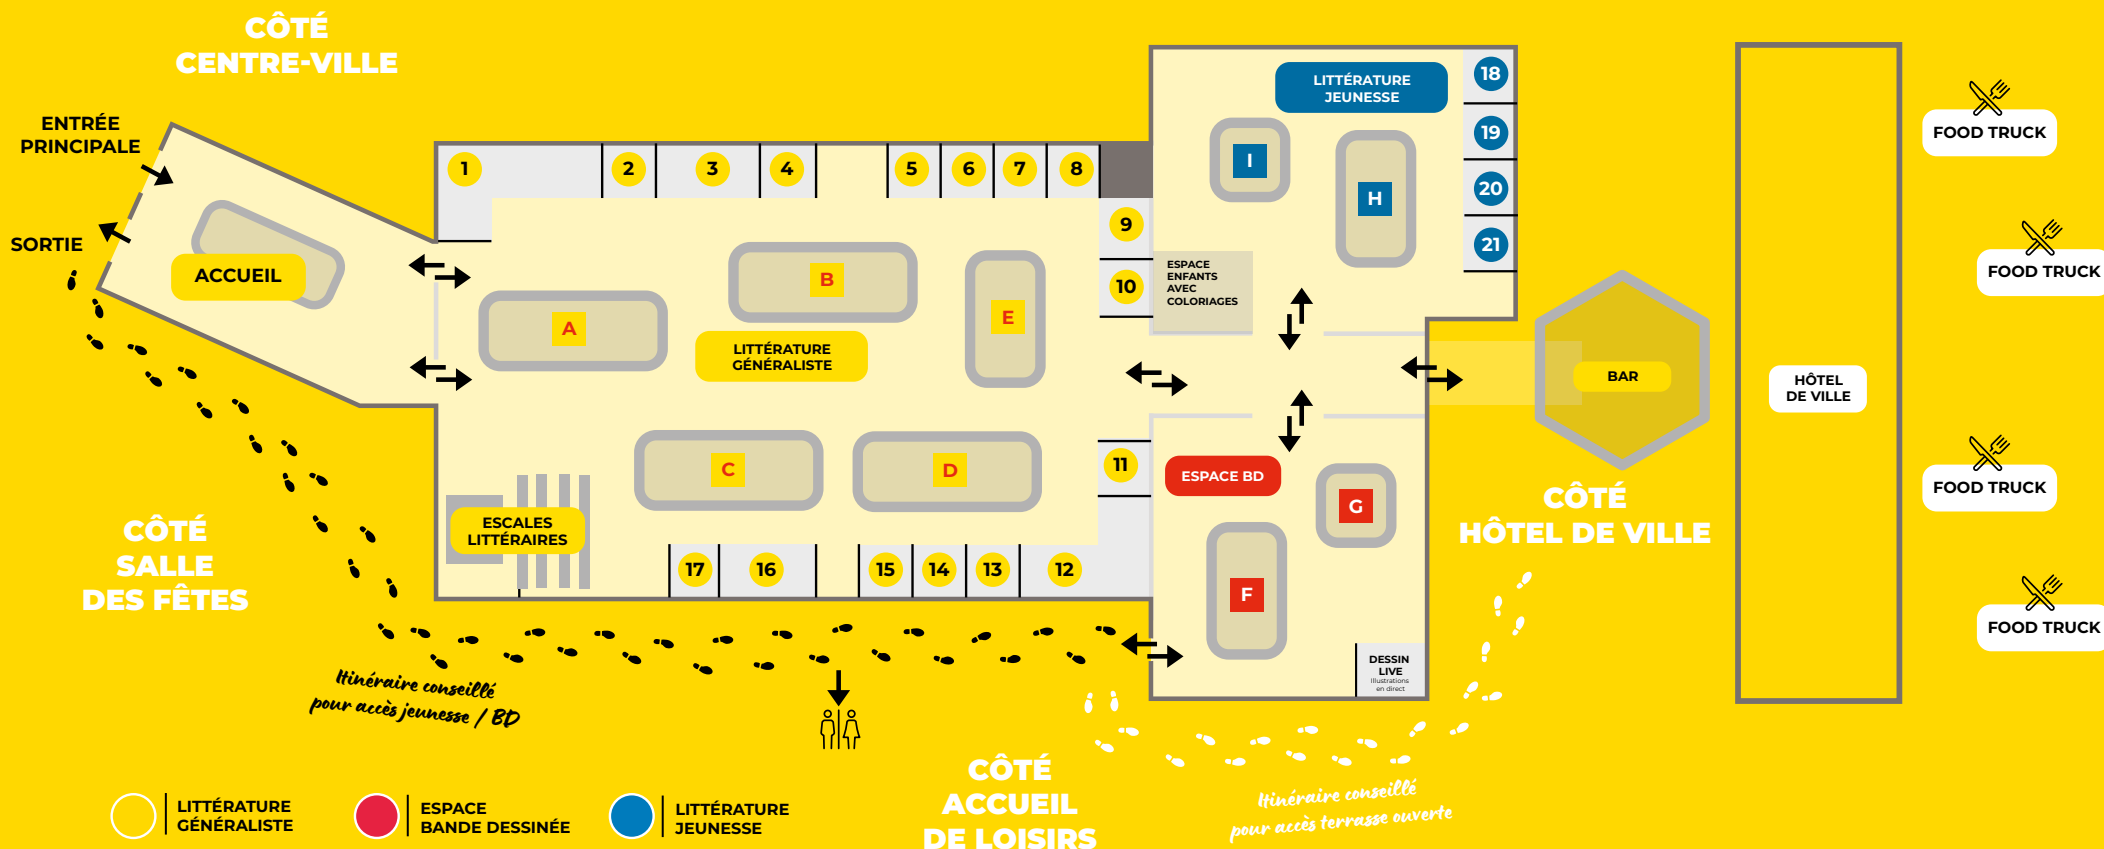 CÔTÉ
CENTRE-VILLE
ENTRÉE
PRINCIPALE
SORTIE
ACCUEIL
1
2
3
4
5
6
7
8
9
10
A
B
E
LITTÉRATURE
GÉNÉRALISTE
C
D
11
ESCALES
LITTÉRAIRES
17
16
15
14
13
12
LITTÉRATURE
JEUNESSE
18
19
20
21
I
H
ESPACE
ENFANTS
AVEC
COLORIAGES
ESPACE BD
G
F
DESSIN
LIVE
Illustrations
en direct
BAR
CÔTÉ
HÔTEL DE VILLE
HÔTEL
DE VILLE
FOOD TRUCK
FOOD TRUCK
FOOD TRUCK
FOOD TRUCK
CÔTÉ
SALLE
DES FÊTES
Itinéraire conseillé
pour accès jeunesse / BD
CÔTÉ
ACCUEIL
DE LOISIRS
Itinéraire conseillé
pour accès terrasse ouverte
LITTÉRATURE
GÉNÉRALISTE
ESPACE
BANDE DESSINÉE
LITTÉRATURE
JEUNESSE